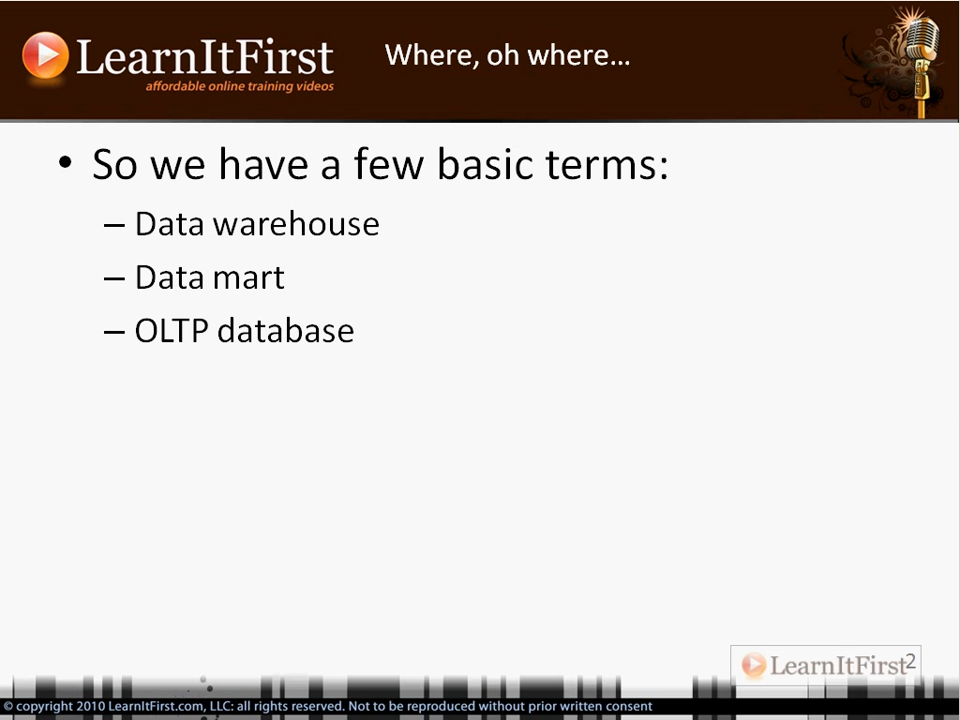 LearnItFirst
affordable online training videos
Where, oh where…
• So we have a few basic terms:
– Data warehouse
– Data mart
– OLTP database
LearnItFirst 2
© copyright 2010 LearnItFirst.com, LLC: all rights reserved. Not to be reproduced without prior written consent